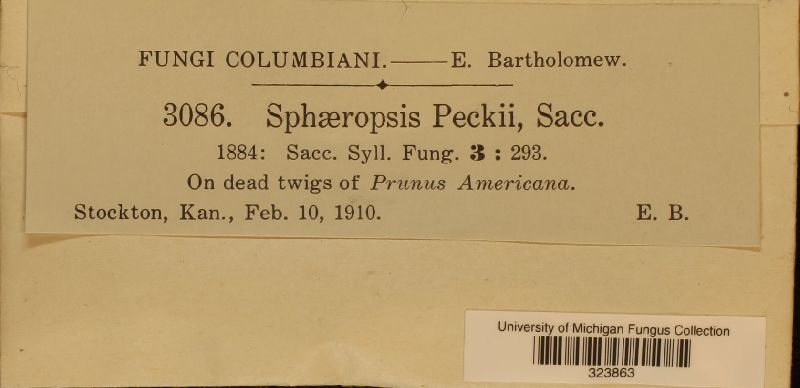 FUNGI COLUMBIANI.——E. Bartholomew.
3086. Sphæropsis Peckii, Sacc.
1884: Sacc. Syll. Fung. 3 : 293.
On dead twigs of Prunus Americana.
Stockton, Kan., Feb. 10, 1910. E. B.
University of Michigan Fungus Collection
323863